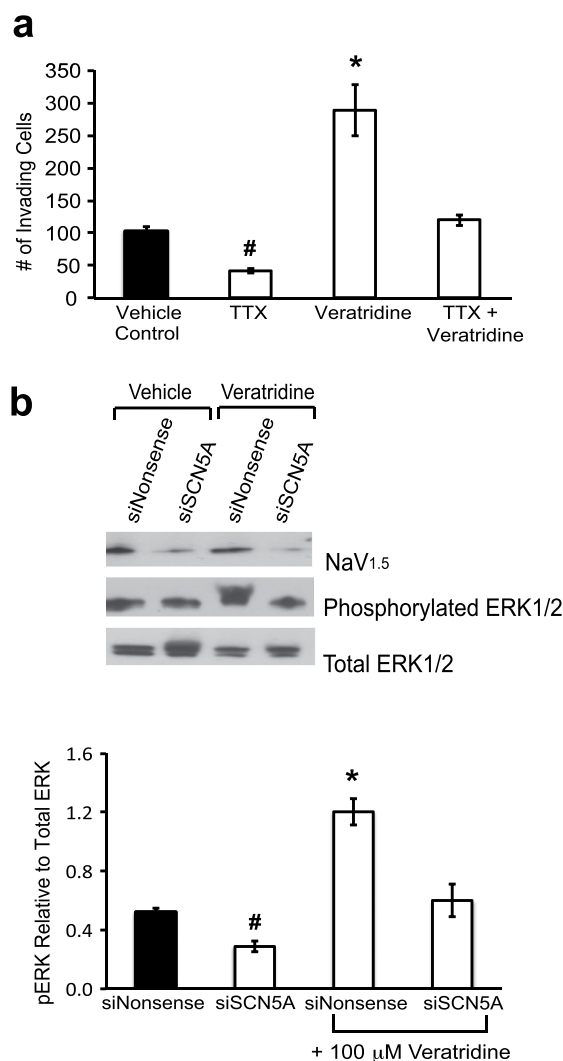 a
350
300
250
200
150
100
50
0
# of Invading Cells
*
#
Vehicle Control
TTX
Veratridine
TTX + Veratridine
b
Vehicle
Veratridine
siNonsense
siSCN5A
siNonsense
siSCN5A
NaV1.5
Phosphorylated ERK1/2
Total ERK1/2
1.6
1.2
0.8
0.4
0.0
pERK Relative to Total ERK
#
*
siNonsense
siSCN5A
siNonsense
siSCN5A
+ 100 μM Veratridine